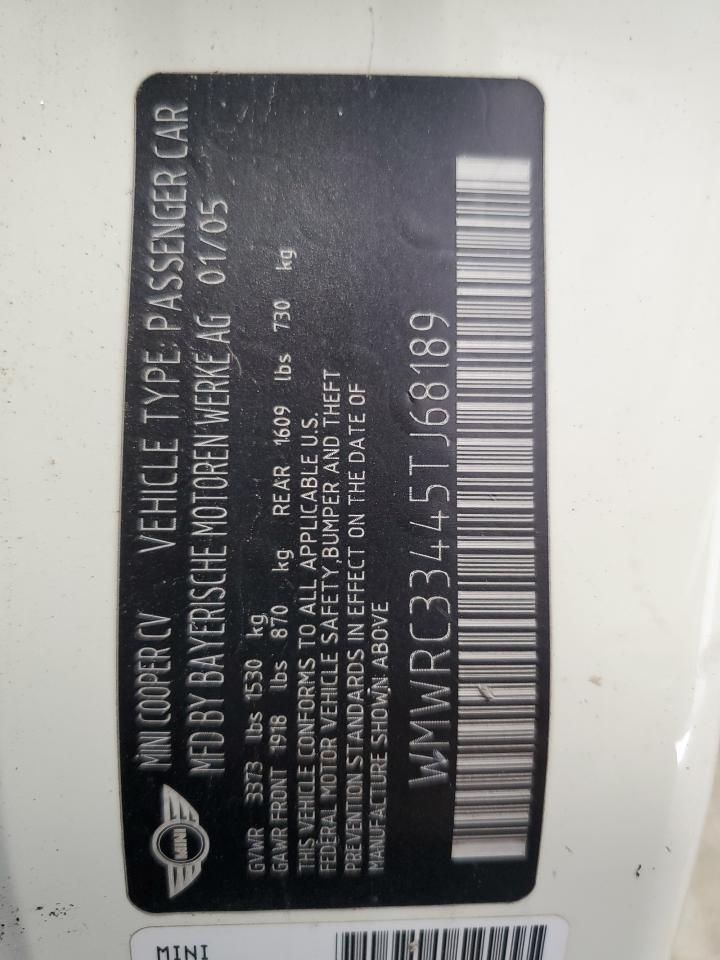 MINI COOPER CV VEHICLE TYPE: PASSENGER CAR
MFD BY BAYERISCHE MOTOREN WERKE AG 01/05
MINI
GVWR 3373 lbs 1530 kg
GAWR FRONT 1918 lbs 870 kg REAR 1609 lbs 730 kg
THIS VEHICLE CONFORMS TO ALL APPLICABLE U.S.
FEDERAL MOTOR VEHICLE SAFETY,BUMPER AND THEFT
PREVENTION STANDARDS IN EFFECT ON THE DATE OF
MANUFACTURE SHOWN ABOVE
WMWRC33445TJ68189
MINI